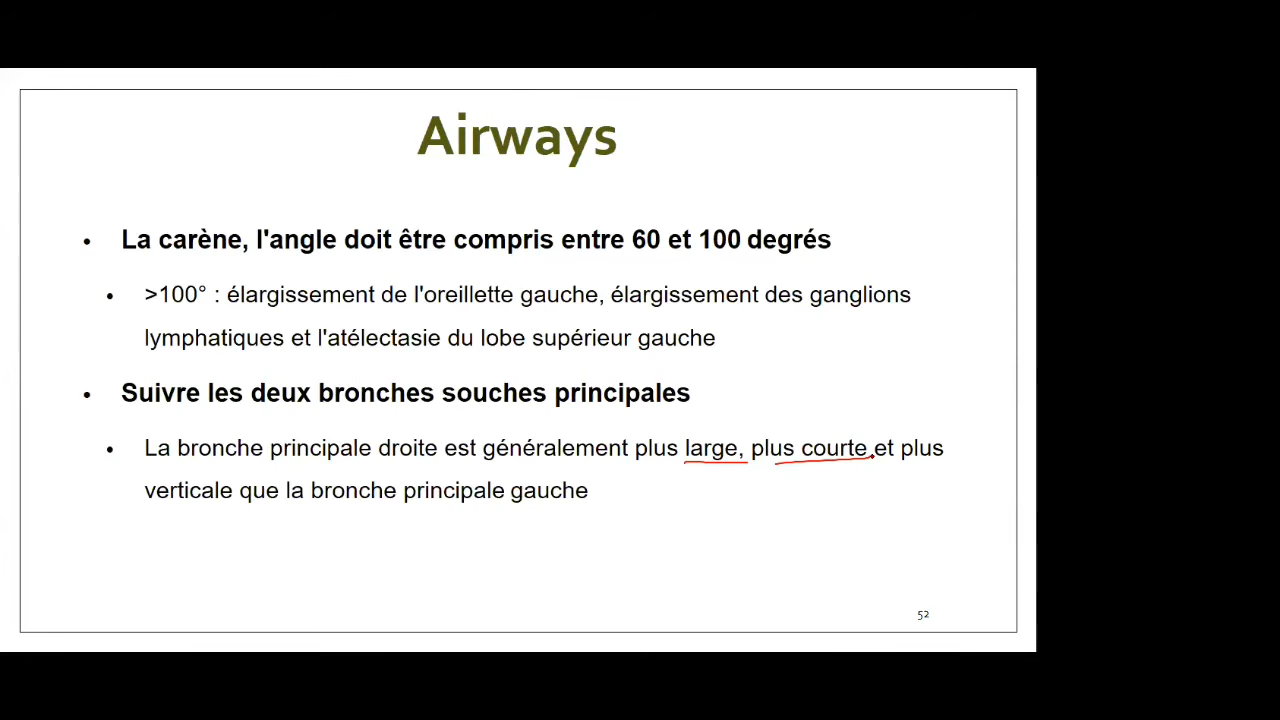 Airways
• La carène, l'angle doit être compris entre 60 et 100 degrés
• >100° : élargissement de l'oreillette gauche, élargissement des ganglions
lymphatiques et l'atélectasie du lobe supérieur gauche
• Suivre les deux bronches souches principales
• La bronche principale droite est généralement plus large, plus courte et plus
verticale que la bronche principale gauche
52